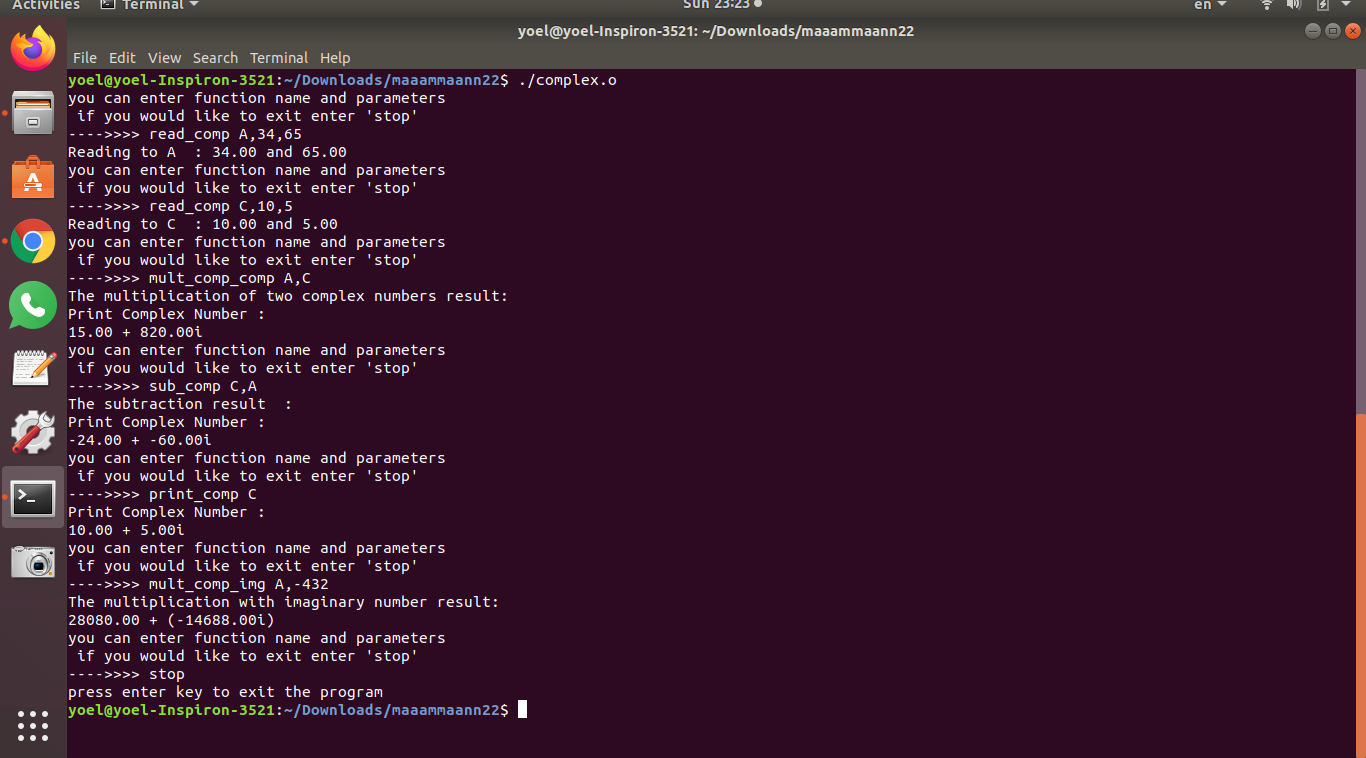 Activities Terminal Sun 23:23 en
yoel@yoel-Inspiron-3521: ~/Downloads/maaammaann22
File Edit View Search Terminal Help
yoel@yoel-Inspiron-3521:~/Downloads/maaammaann22$ ./complex.o
you can enter function name and parameters
 if you would like to exit enter 'stop'
---->>>> read_comp A,34,65
Reading to A  : 34.00 and 65.00
you can enter function name and parameters
 if you would like to exit enter 'stop'
---->>>> read_comp C,10,5
Reading to C  : 10.00 and 5.00
you can enter function name and parameters
 if you would like to exit enter 'stop'
---->>>> mult_comp_comp A,C
The multiplication of two complex numbers result:
Print Complex Number :
15.00 + 820.00i
you can enter function name and parameters
 if you would like to exit enter 'stop'
---->>>> sub_comp C,A
The subtraction result  :
Print Complex Number :
-24.00 + -60.00i
you can enter function name and parameters
 if you would like to exit enter 'stop'
---->>>> print_comp C
Print Complex Number :
10.00 + 5.00i
you can enter function name and parameters
 if you would like to exit enter 'stop'
---->>>> mult_comp_img A,-432
The multiplication with imaginary number result:
28080.00 + (-14688.00i)
you can enter function name and parameters
 if you would like to exit enter 'stop'
---->>>> stop
press enter key to exit the program
yoel@yoel-Inspiron-3521:~/Downloads/maaammaann22$